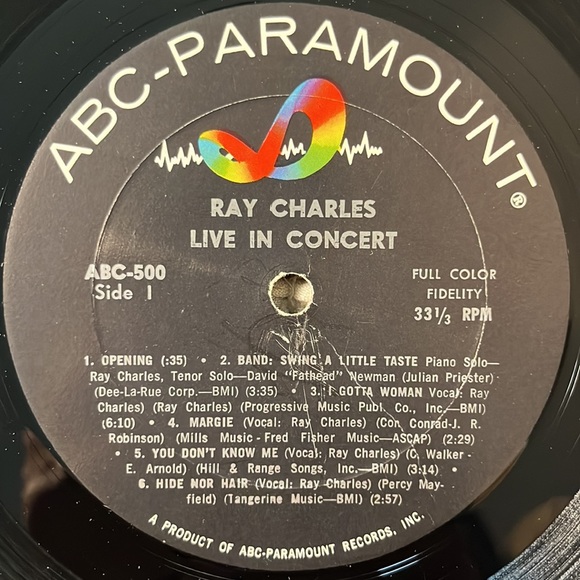 ABC-PARAMOUNT®
RAY CHARLES
LIVE IN CONCERT
ABC-500
Side 1
FULL COLOR
FIDELITY
33⅓ RPM
1. OPENING (:35) • 2. BAND: SWING A LITTLE TASTE Piano Solo—
Ray Charles, Tenor Solo—David "Fathead" Newman (Julian Priester)
(Dee-La-Rue Corp.—BMI) (3:35) • 3. I GOTTA WOMAN Vocal: Ray
Charles) (Ray Charles) (Progressive Music Publ. Co., Inc.—BMI)
(6:10) • 4. MARGIE (Vocal: Ray Charles) (Con Conrad-J. R.
Robinson) (Mills Music - Fred Fisher Music—ASCAP) (2:29)
• 5. YOU DON'T KNOW ME (Vocal: Ray Charles) (C. Walker -
E. Arnold) (Hill & Range Songs, Inc.—BMI) (3:14) •
6. HIDE NOR HAIR (Vocal: Ray Charles) (Percy May-
field) (Tangerine Music—BMI) (2:57)
A PRODUCT OF ABC-PARAMOUNT RECORDS, INC.